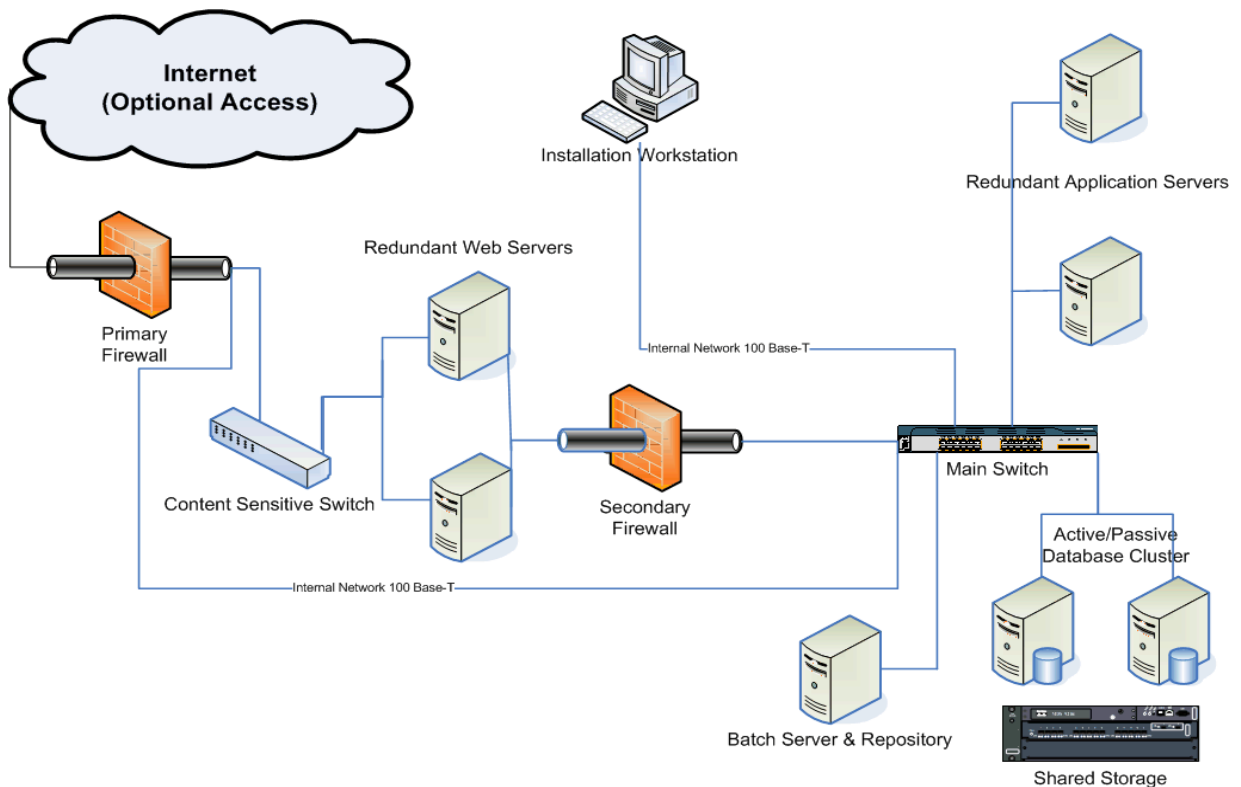 Internet
(Optional Access)
Installation Workstation
Redundant Application Servers
Redundant Web Servers
Primary
Firewall
Internal Network 100 Base-T
Content Sensitive Switch
Secondary
Firewall
Main Switch
Active/Passive
Database Cluster
Internal Network 100 Base-T
Batch Server & Repository
Shared Storage